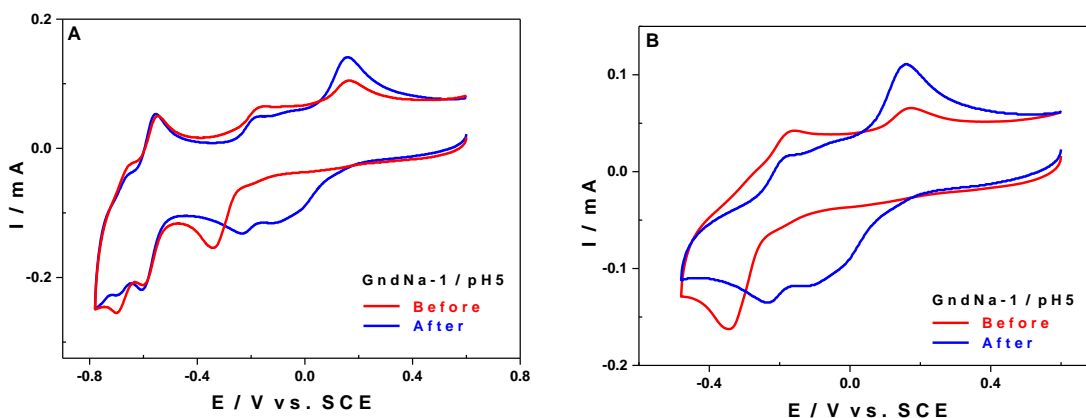 A
0.2
0.0
-0.2
I / mA
GndNa-1 / pH5
Before
After
-0.8
-0.4
0.0
0.4
0.8
E / V vs. SCE
B
0.1
0.0
-0.1
-0.2
I / mA
GndNa-1 / pH5
Before
After
-0.4
0.0
0.4
E / V vs. SCE